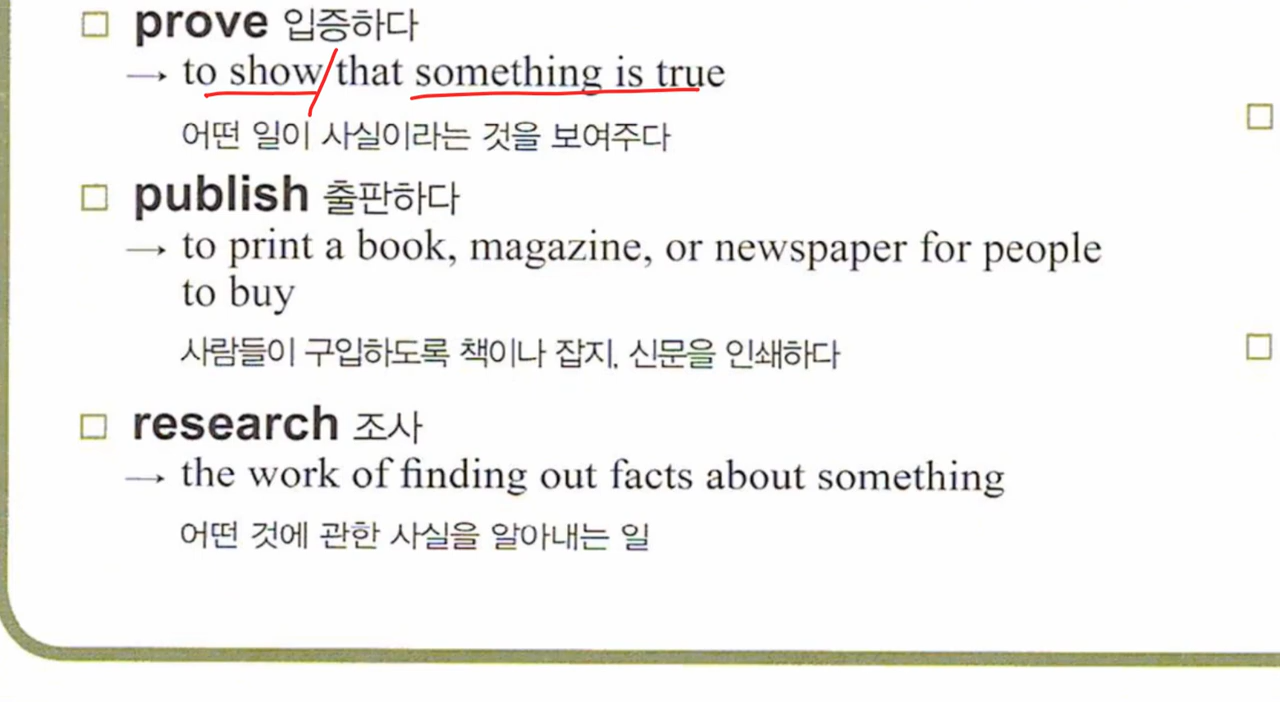 prove 입증하다
→ to show that something is true
어떤 일이 사실이라는 것을 보여주다
publish 출판하다
→ to print a book, magazine, or newspaper for people
to buy
사람들이 구입하도록 책이나 잡지, 신문을 인쇄하다
research 조사
→ the work of finding out facts about something
어떤 것에 관한 사실을 알아내는 일